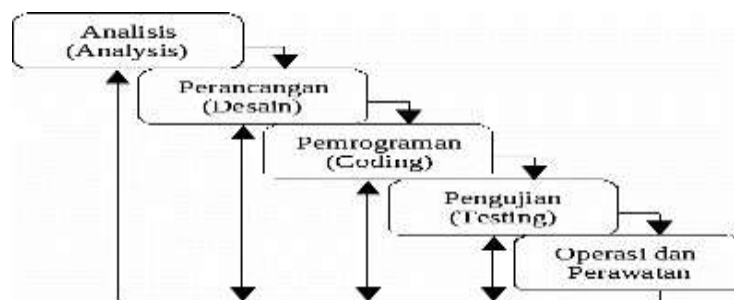 Analisis
(Analysis)
Perancangan
(Desain)
Pemrograman
(Coding)
Pengujian
(Testing)
Operasi dan
Perawatan